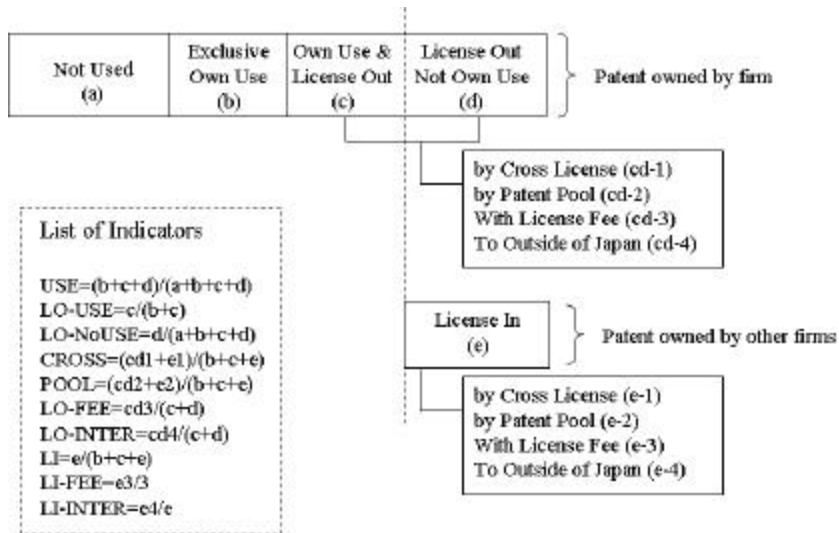 Not Used
(a)
Exclusive
Own Use
(b)
Own Use &
License Out
(c)
License Out
Not Own Use
(d)
Patent owned by firm
by Cross License (cd-1)
by Patent Pool (cd-2)
With License Fee (cd-3)
To Outside of Japan (cd-4)
List of Indicators
USE=(b+c+d)/(a+b+c+d)
LO-USE=c/(b+c)
LO-NoUSE=d/(a+b+c+d)
CROSS=(cd1+e1)/(b+c+e)
POOL=(cd2+e2)/(b+c+e)
LO-FEE=cd3/(c+d)
LO-INTER=cd4/(c+d)
LI=e/(b+c+e)
LI-FEE=e3/3
LI-INTER=e4/e
License In
(e)
Patent owned by other firms
by Cross License (e-1)
by Patent Pool (e-2)
With License Fee (e-3)
To Outside of Japan (e-4)